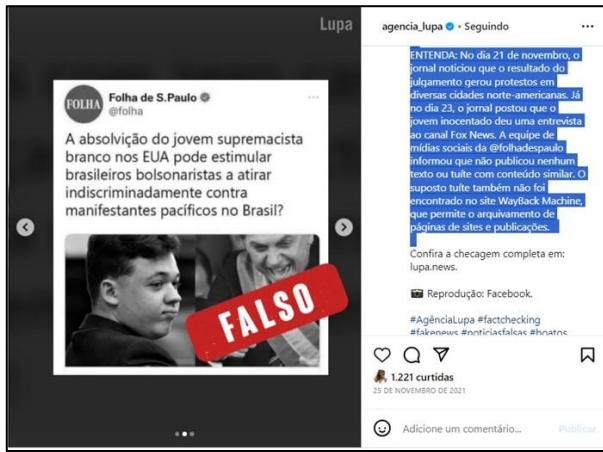 Lupa
FOLHA
Folha de S.Paulo
@folha
A absolvição do jovem supremacista
branco nos EUA pode estimular
brasileiros bolsonaristas a atirar
indiscriminadamente contra
manifestantes pacíficos no Brasil?
FALSO
agencia_lupa • Seguindo
ENTENDA: No dia 21 de novembro, o
jornal noticiou que o resultado do
julgamento gerou protestos em
diversas cidades norte-americanas. Já
no dia 23, o jornal postou que o
jovem inocentado deu uma entrevista
ao canal Fox News. A equipe de
mídias sociais da @folhadespaulo
informou que não publicou nenhum
texto ou tuíte com conteúdo similar. O
suposto tuíte também não foi
encontrado no site WayBack Machine,
que permite o arquivamento de
páginas de sites e publicações.
Confira a checagem completa em:
lupa.news.
📸 Reprodução: Facebook.
#AgênciaLupa #factchecking
#fakenews #noticiasfalsas #boatos
1.221 curtidas
25 DE NOVEMBRO DE 2021
Adicione um comentário...
Publicar